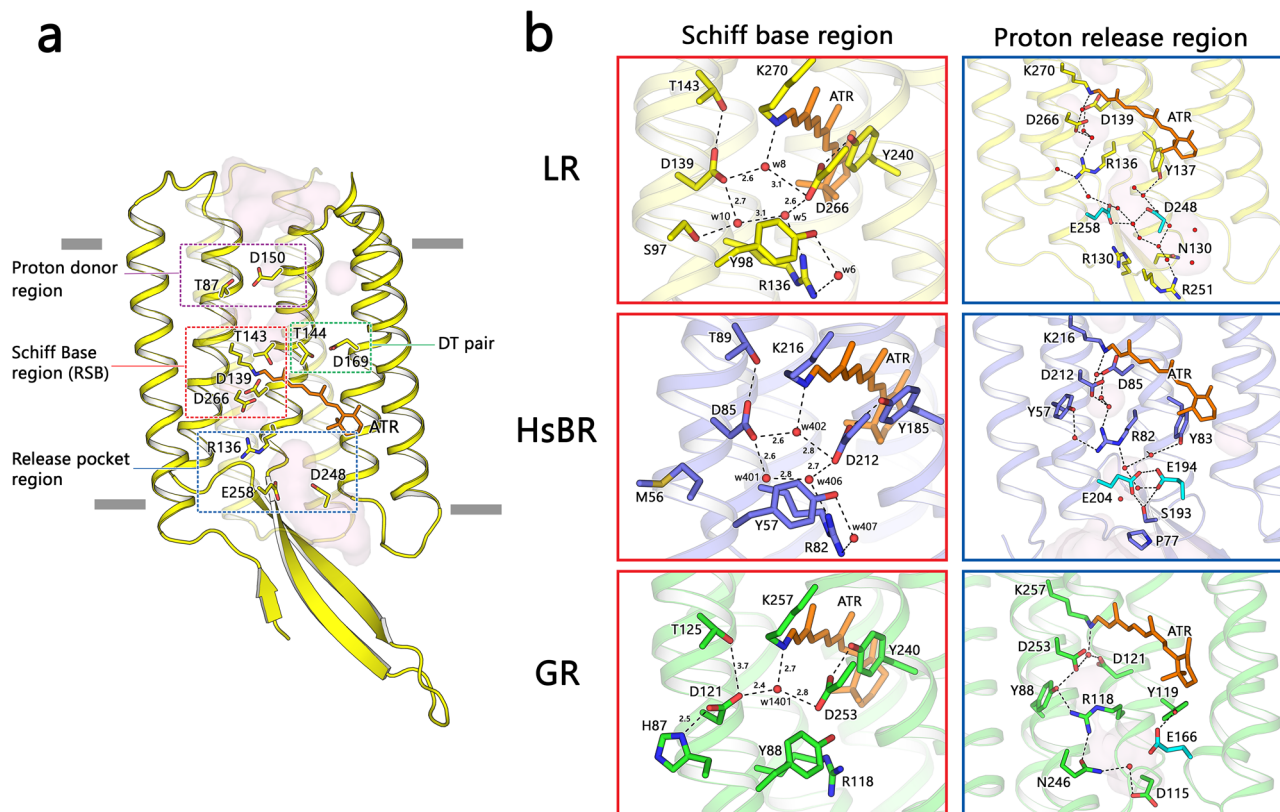 a
b
Schiff base region
Proton release region
Proton donor
region
D150
T87
Schiff Base
region (RSB)
T143
T144
D169
DT pair
D139
D266
ATR
R136
Release pocket
region
D248
E258
LR
T143
K270
ATR
w8
D139
2.6
3.1
Y240
2.7
2.6
D266
w10
3.1
w5
S97
Y98
R136
w6
K270
D266
D139
ATR
R136
Y137
D248
E258
N130
R130
R251
HsBR
T89
K216
ATR
D85
w402
2.6
2.8
Y185
2.6
D212
2.7
w401
2.8
w406
M56
Y57
w407
R82
K216
D212
D85
ATR
Y57
R82
Y83
E194
E204
S193
P77
GR
T125
K257
ATR
3.7
2.7
Y240
D121
2.4
2.8
w1401
D253
2.5
H87
Y88
R118
K257
D253
ATR
D121
Y88
R118
Y119
E166
N246
D115